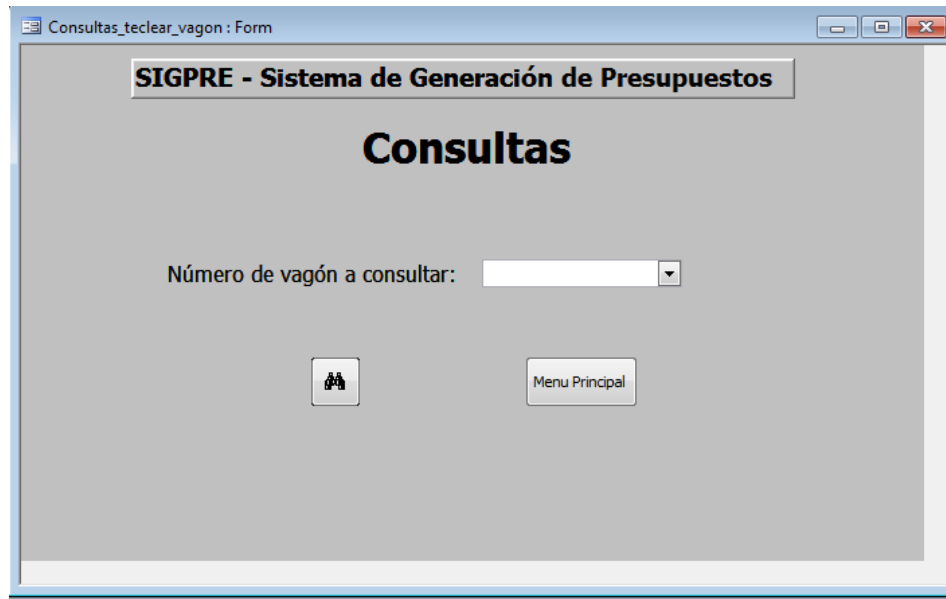 Consultas_teclear_vagon : Form
SIGPRE - Sistema de Generación de Presupuestos
Consultas
Número de vagón a consultar:
Menu Principal